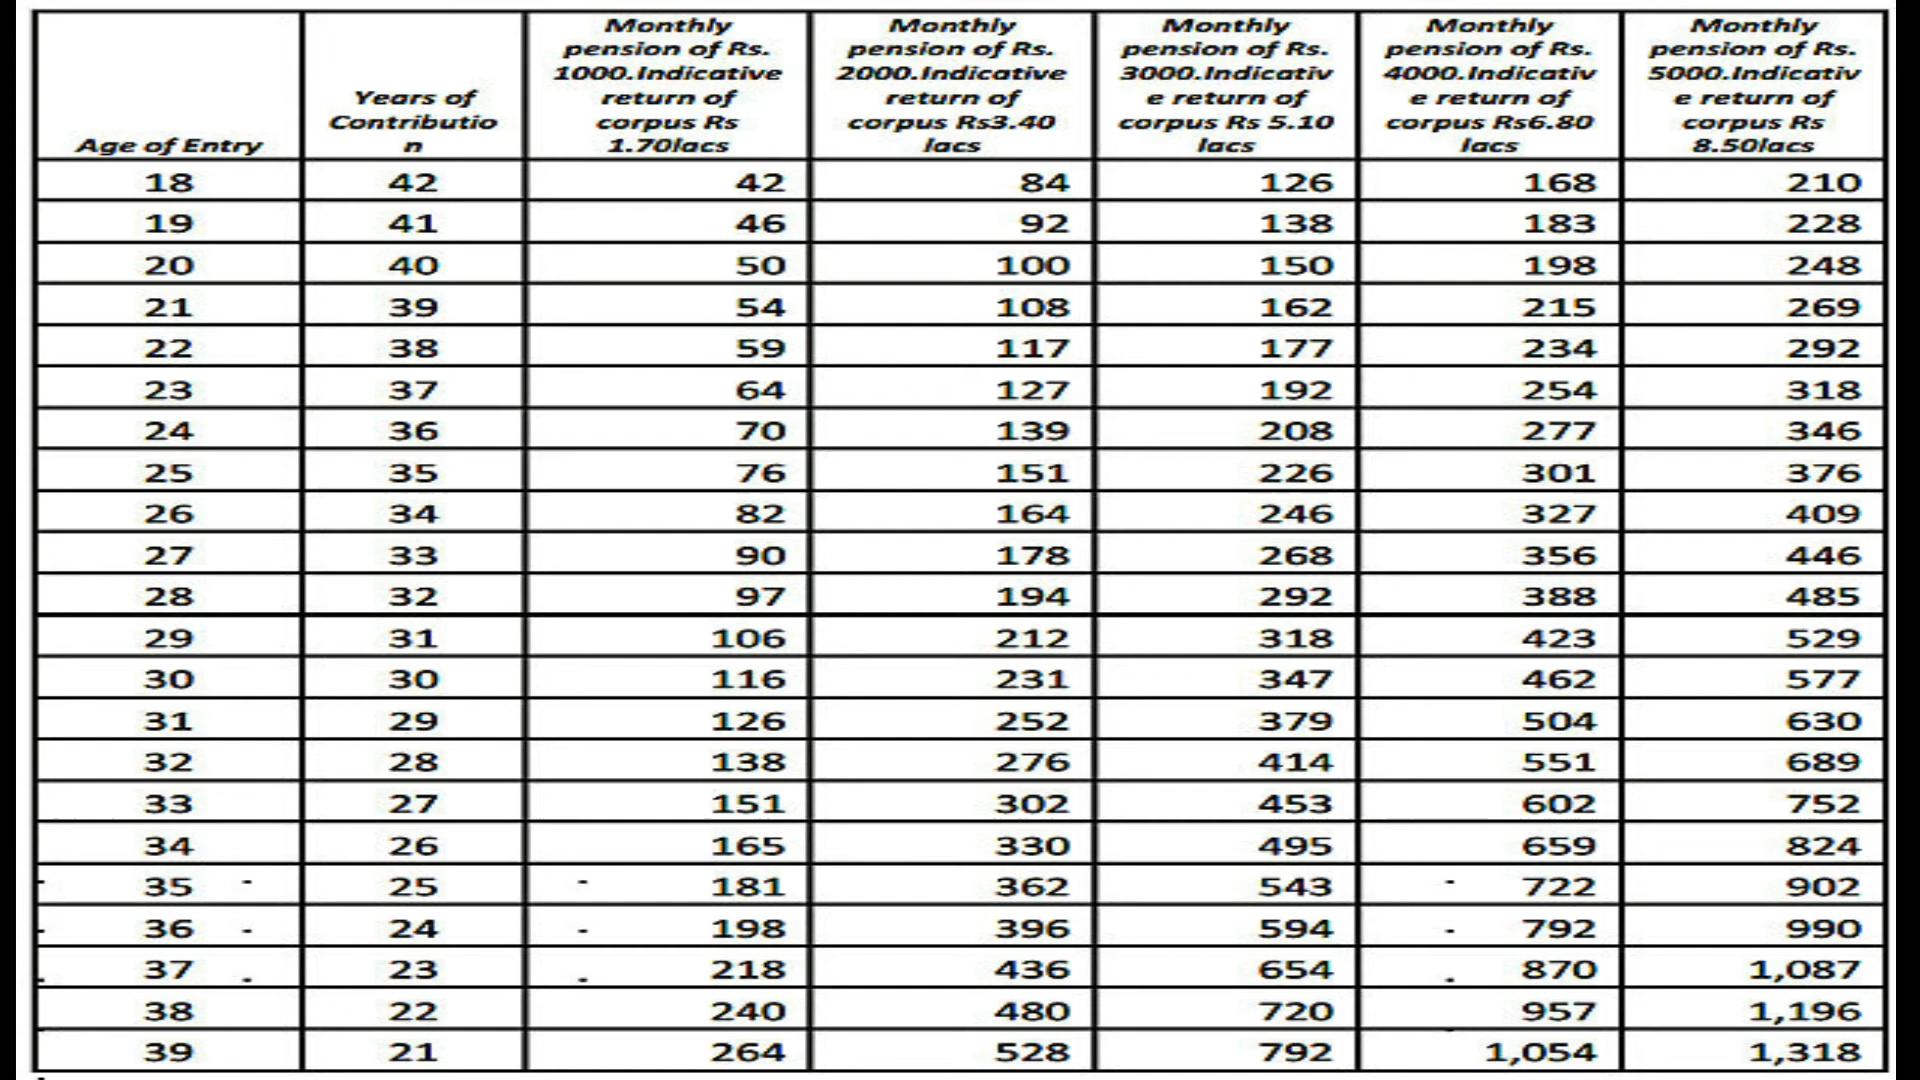 Age of Entry Years of Contributio n Monthly pension of Rs. 1000.Indicative return of corpus Rs 1.70lacs Monthly pension of Rs. 2000.Indicative return of corpus Rs3.40 lacs Monthly pension of Rs. 3000.Indicativ e return of corpus Rs 5.10 lacs Monthly pension of Rs. 4000.Indicativ e return of corpus Rs6.80 lacs Monthly pension of Rs. 5000.Indicativ e return of corpus Rs 8.50lacs
18 42 42 84 126 168 210
19 41 46 92 138 183 228
20 40 50 100 150 198 248
21 39 54 108 162 215 269
22 38 59 117 177 234 292
23 37 64 127 192 254 318
24 36 70 139 208 277 346
25 35 76 151 226 301 376
26 34 82 164 246 327 409
27 33 90 178 268 356 446
28 32 97 194 292 388 485
29 31 106 212 318 423 529
30 30 116 231 347 462 577
31 29 126 252 379 504 630
32 28 138 276 414 551 689
33 27 151 302 453 602 752
34 26 165 330 495 659 824
35 25 181 362 543 722 902
36 24 198 396 594 792 990
37 23 218 436 654 870 1,087
38 22 240 480 720 957 1,196
39 21 264 528 792 1,054 1,318